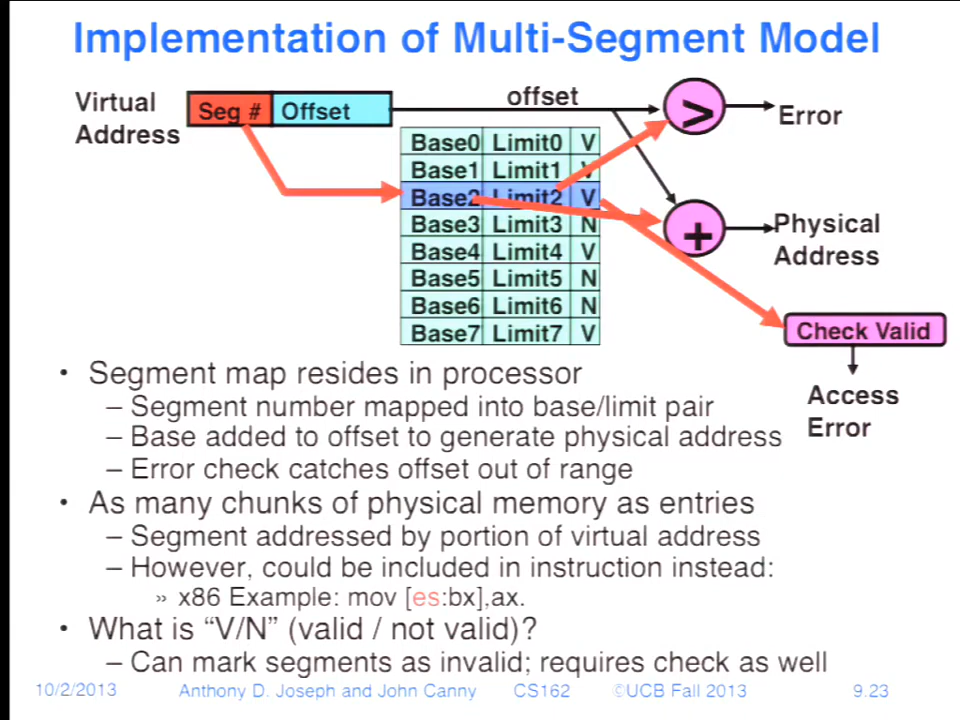 Implementation of Multi-Segment Model
Virtual
Address
Seg # Offset
offset
>
Error
Base0 Limit0 V
Base1 Limit1 V
Base2 Limit2 V
Base3 Limit3 N
Base4 Limit4 V
Base5 Limit5 N
Base6 Limit6 N
Base7 Limit7 V
+
Physical
Address
Check Valid
Access
Error
• Segment map resides in processor
– Segment number mapped into base/limit pair
– Base added to offset to generate physical address
– Error check catches offset out of range
• As many chunks of physical memory as entries
– Segment addressed by portion of virtual address
– However, could be included in instruction instead:
» x86 Example: mov [es:bx],ax.
• What is “V/N” (valid / not valid)?
– Can mark segments as invalid; requires check as well
10/2/2013 Anthony D. Joseph and John Canny CS162 ©UCB Fall 2013 9.23